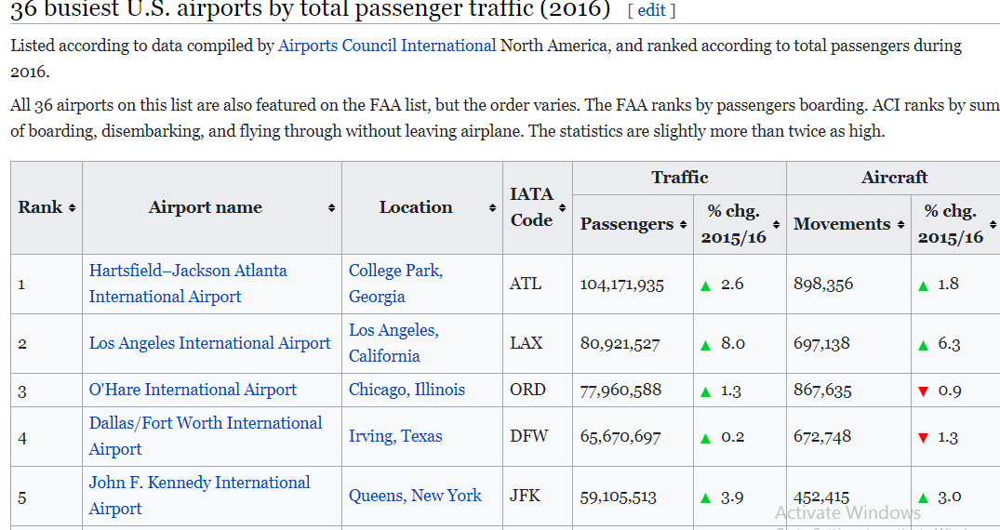 36 busiest U.S. airports by total passenger traffic (2016) [ edit ]
Listed according to data compiled by Airports Council International North America, and ranked according to total passengers during
2016.
All 36 airports on this list are also featured on the FAA list, but the order varies. The FAA ranks by passengers boarding. ACI ranks by sum
of boarding, disembarking, and flying through without leaving airplane. The statistics are slightly more than twice as high.
Rank Airport name Location IATA Code Traffic Aircraft
Passengers % chg. 2015/16 Movements % chg. 2015/16
1 Hartsfield–Jackson Atlanta International Airport College Park, Georgia ATL 104,171,935 ▲ 2.6 898,356 ▲ 1.8
2 Los Angeles International Airport Los Angeles, California LAX 80,921,527 ▲ 8.0 697,138 ▲ 6.3
3 O'Hare International Airport Chicago, Illinois ORD 77,960,588 ▲ 1.3 867,635 ▼ 0.9
4 Dallas/Fort Worth International Airport Irving, Texas DFW 65,670,697 ▲ 0.2 672,748 ▼ 1.3
5 John F. Kennedy International Airport Queens, New York JFK 59,105,513 ▲ 3.9 452,415 ▲ 3.0
Activate Windows